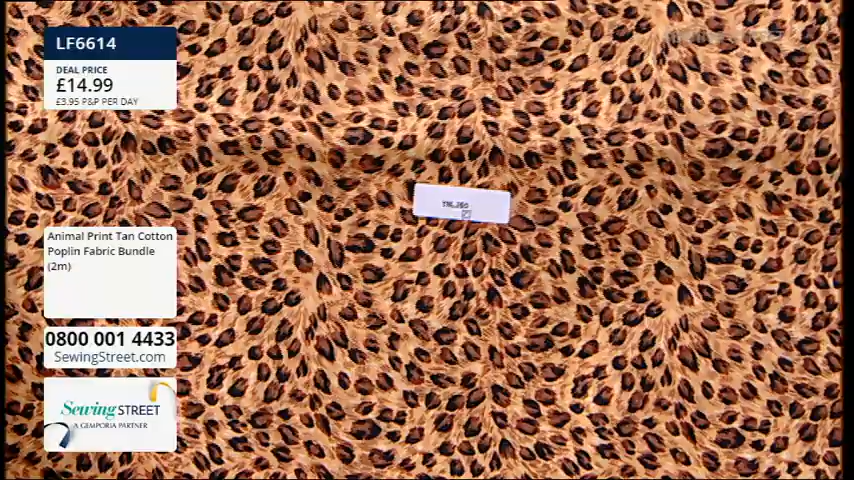 LF6614
DEAL PRICE
£14.99
£3.95 P&P PER DAY
Animal Print Tan Cotton
Poplin Fabric Bundle
(2m)
0800 001 4433
SewingStreet.com
Sewing STREET
A GEMPORIA PARTNER